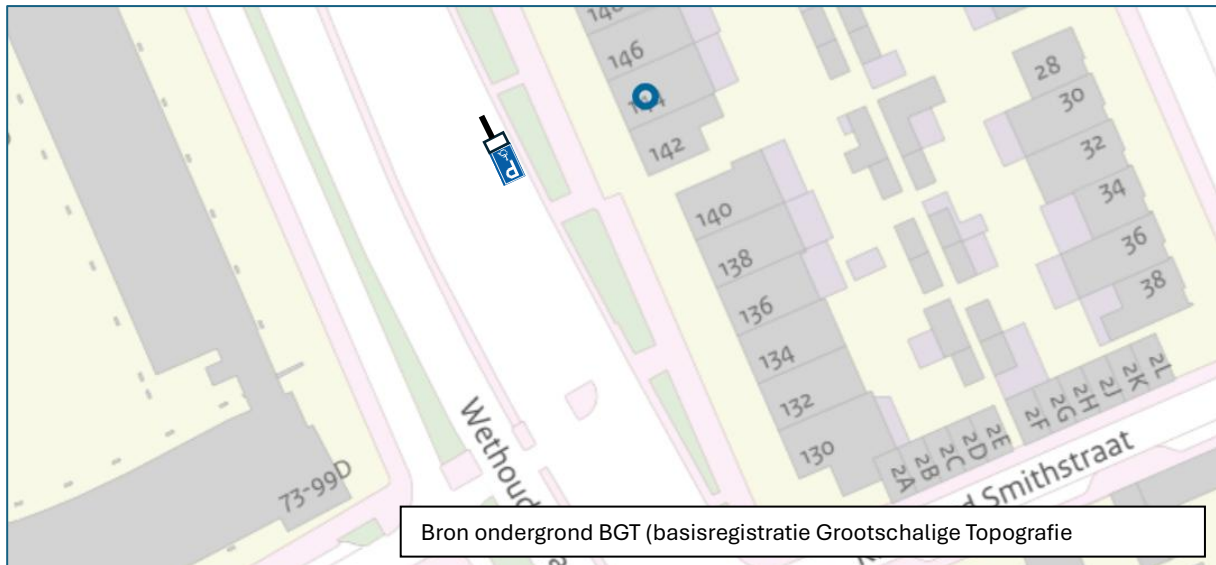 146
28
30
142
32
34
140
36
138
38
136
134
132
130
2L
2K
2J
2H
2G
2F
2E
2D
2C
2B
2A
P
73-99D
Wethoud
Smithstraat
Bron ondergrond BGT (basisregistratie Grootschalige Topografie